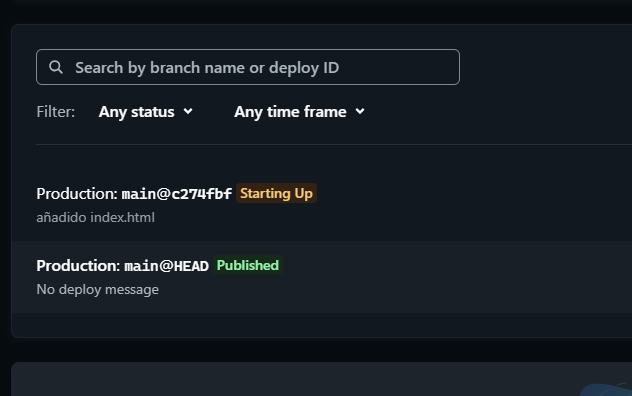 Search by branch name or deploy ID
Filter: Any status Any time frame
Production: main@c274fbf Starting Up
añadido index.html
Production: main@HEAD Published
No deploy message